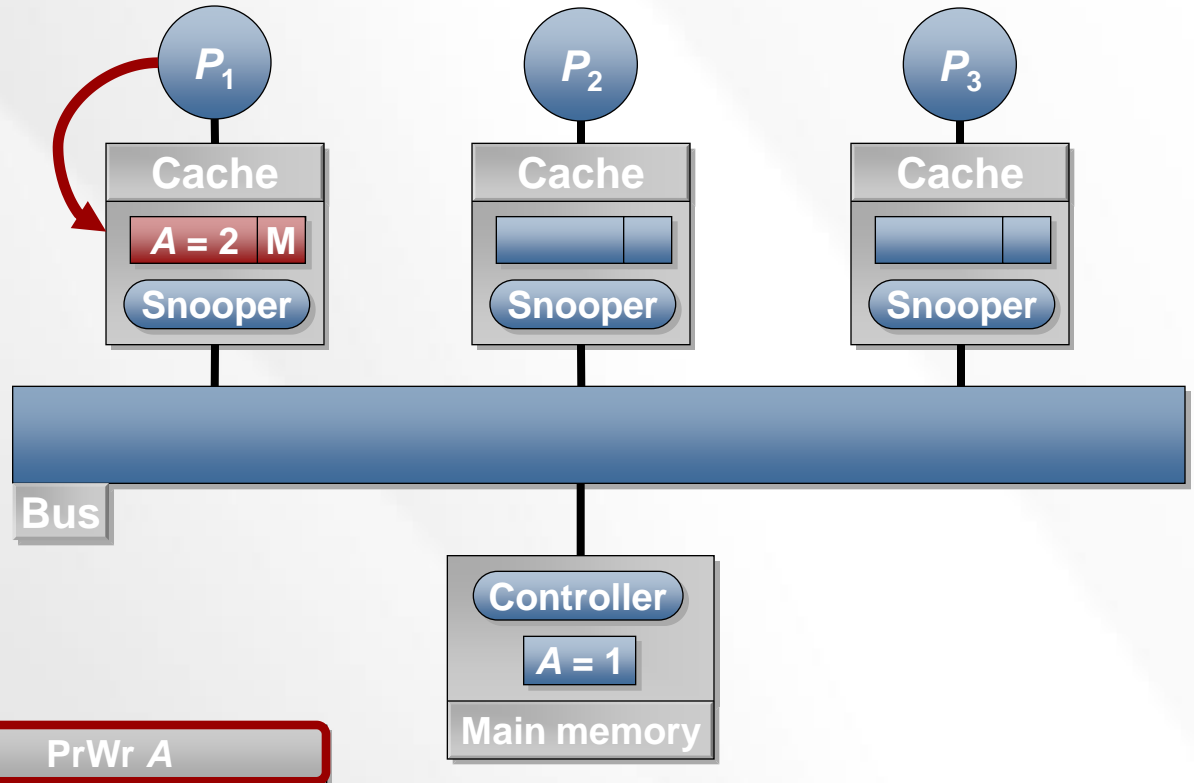 P1 P2 P3
Cache Cache Cache
A = 2 M
Snooper Snooper Snooper
Bus
Controller
A = 1
Main memory
PrWr A